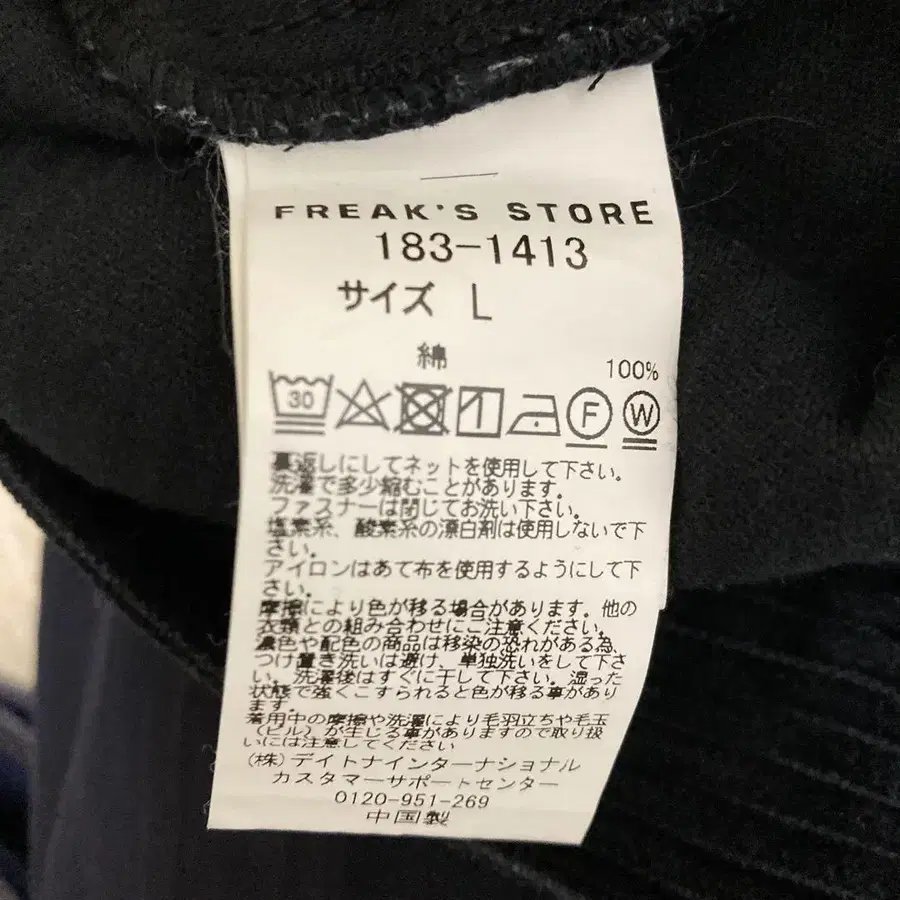 FREAK'S STORE
183-1413
サイズ L
綿 100%
30 F W
裏返しにしてネットを使用して下さい。
洗濯で多少縮むことがあります。
ファスナーは閉じてお洗い下さい。
塩素系、酸素系の漂白剤は使用しないで下
さい。
アイロンはあて布を使用するようにして下
さい。
摩擦により色が移る場合があります。他の
衣類との組み合わせにご注意ください。
濃色や配色の商品は移染の恐れがある為、
つけ置き洗いは避け、単独洗いをして下さ
い。洗濯後はすぐに干して下さい。湿った
状態で強くこすられると色が移る事があり
ます。
着用中の摩擦や洗濯により毛羽立ちや毛玉
(ピル)が生じる事がありますので取り扱
いには注意してください
(株)デイトナインターナショナル
カスタマーサポートセンター
0120-951-269
中国製